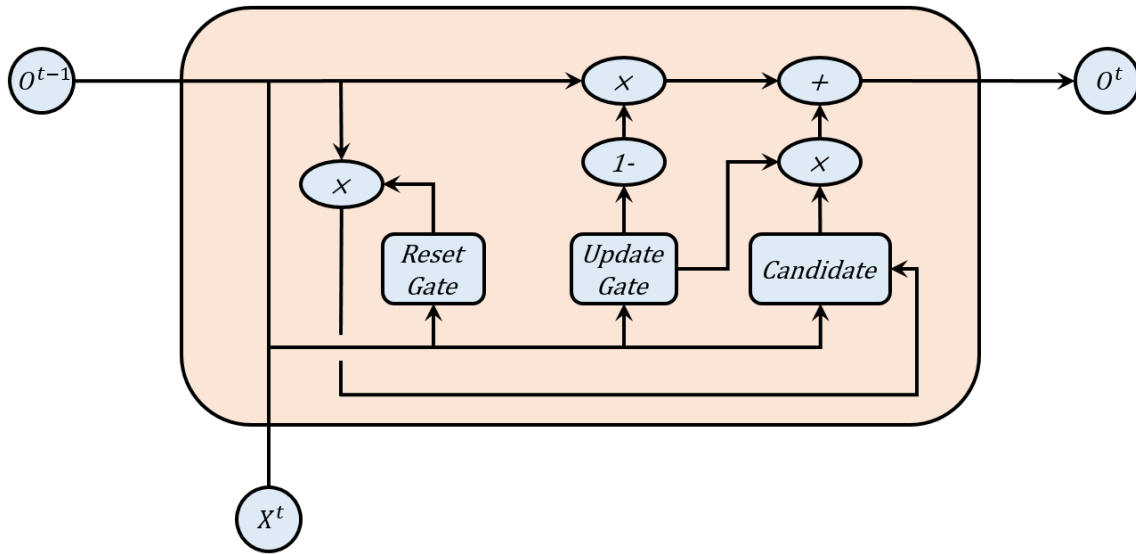 O^{t-1}
×
+
O^t
1-
×
×
Reset
Gate
Update
Gate
Candidate
X^t